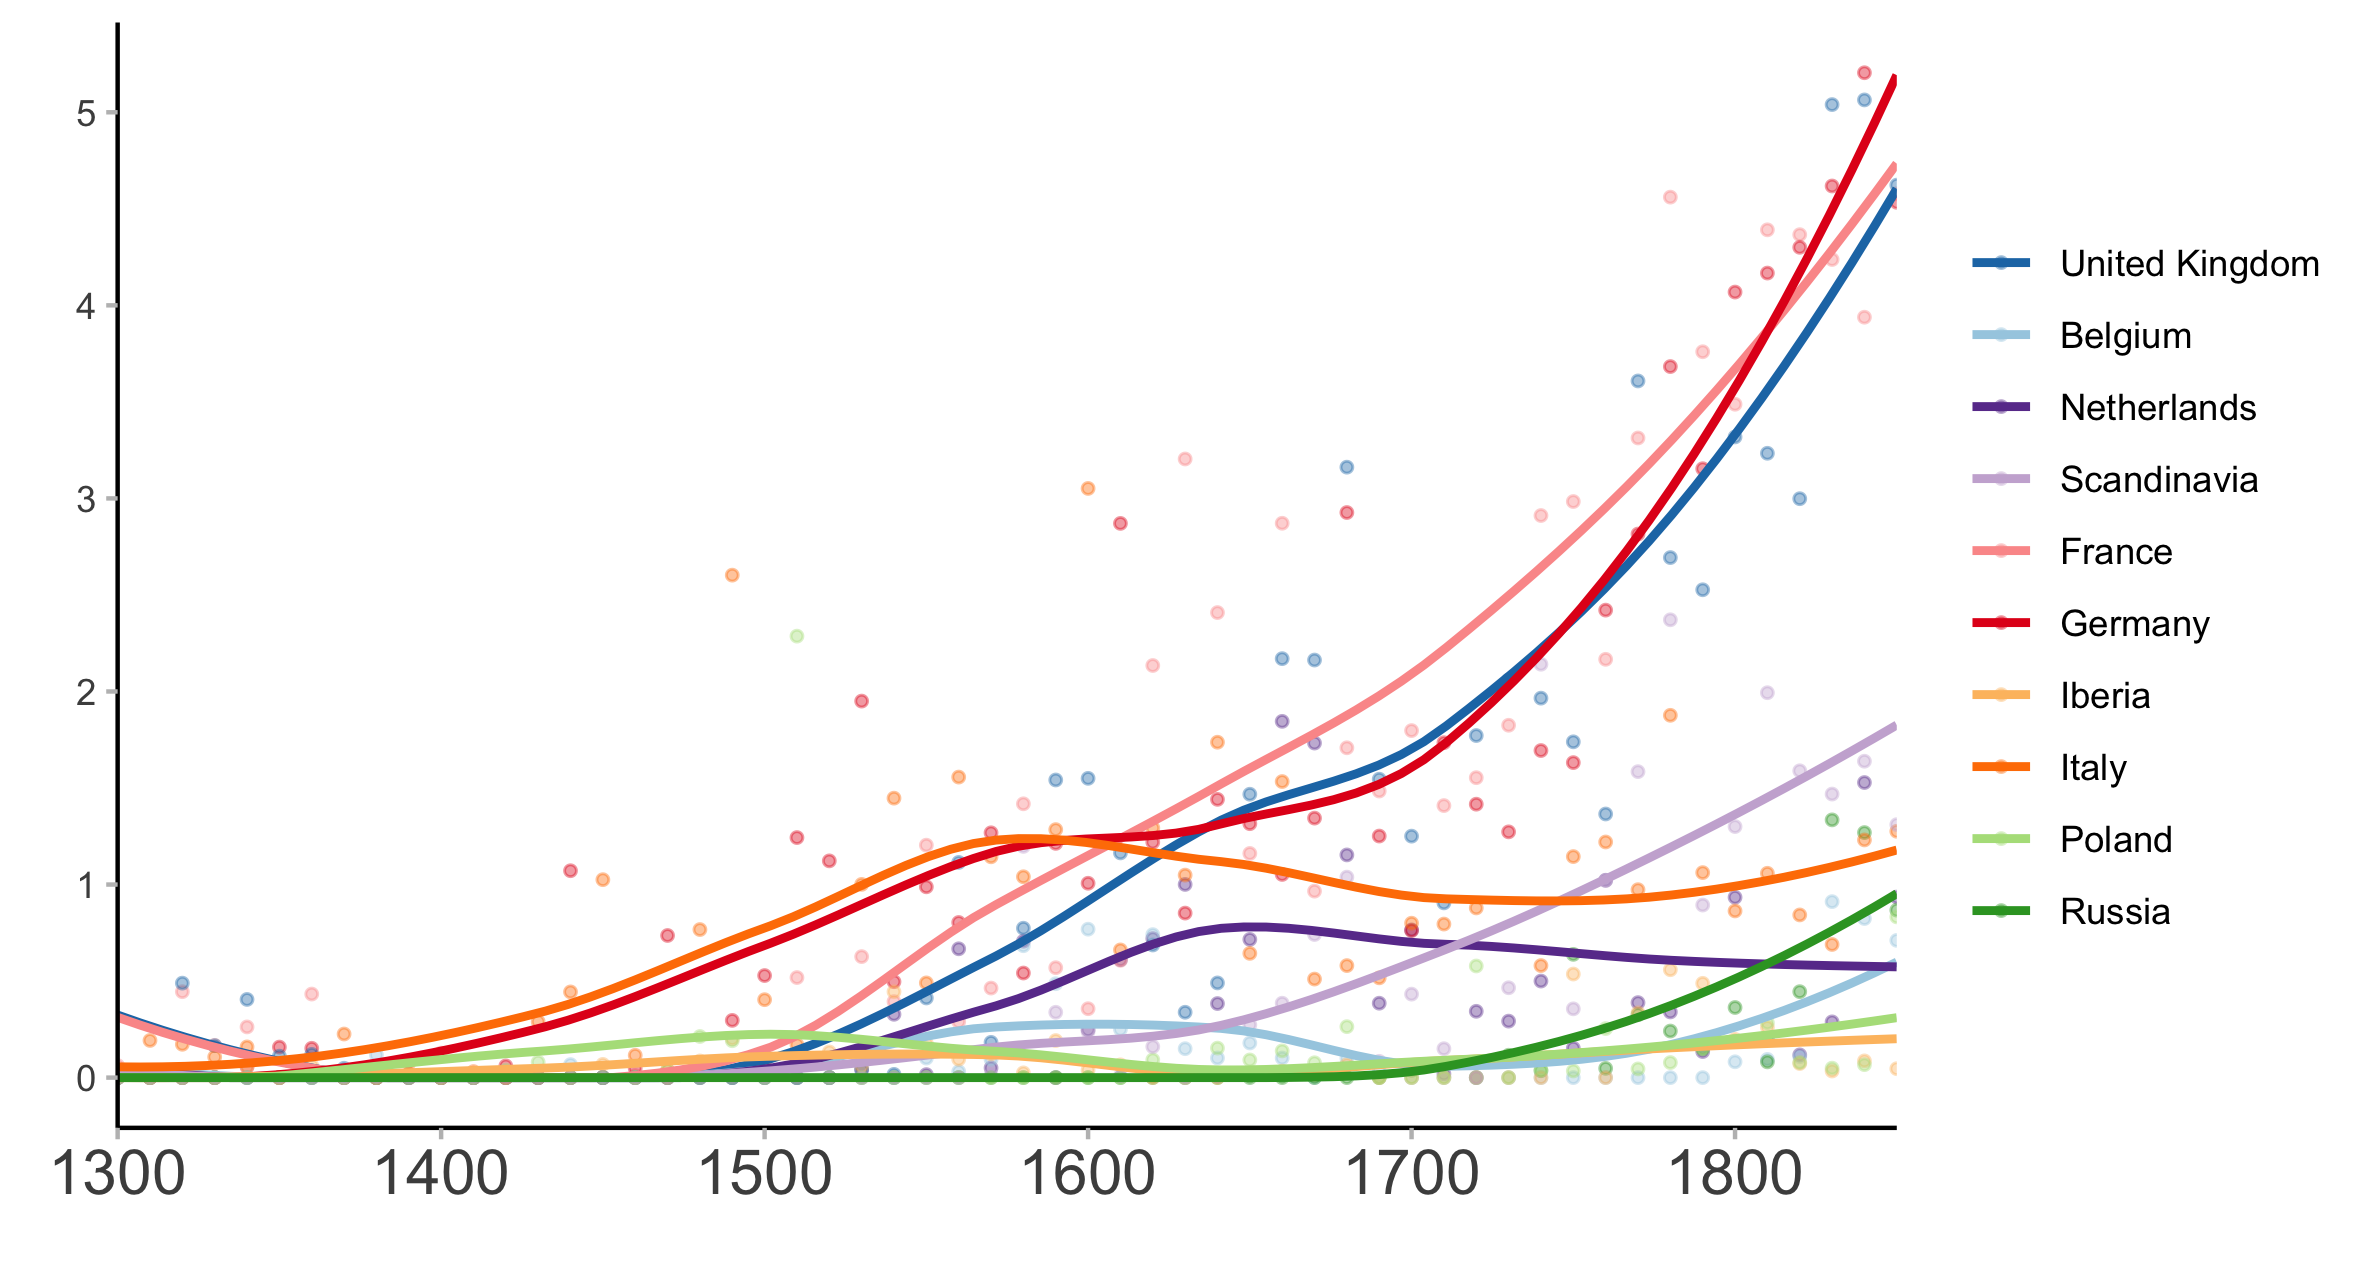 5
4
3
2
1
0
1300 1400 1500 1600 1700 1800
United Kingdom
Belgium
Netherlands
Scandinavia
France
Germany
Iberia
Italy
Poland
Russia